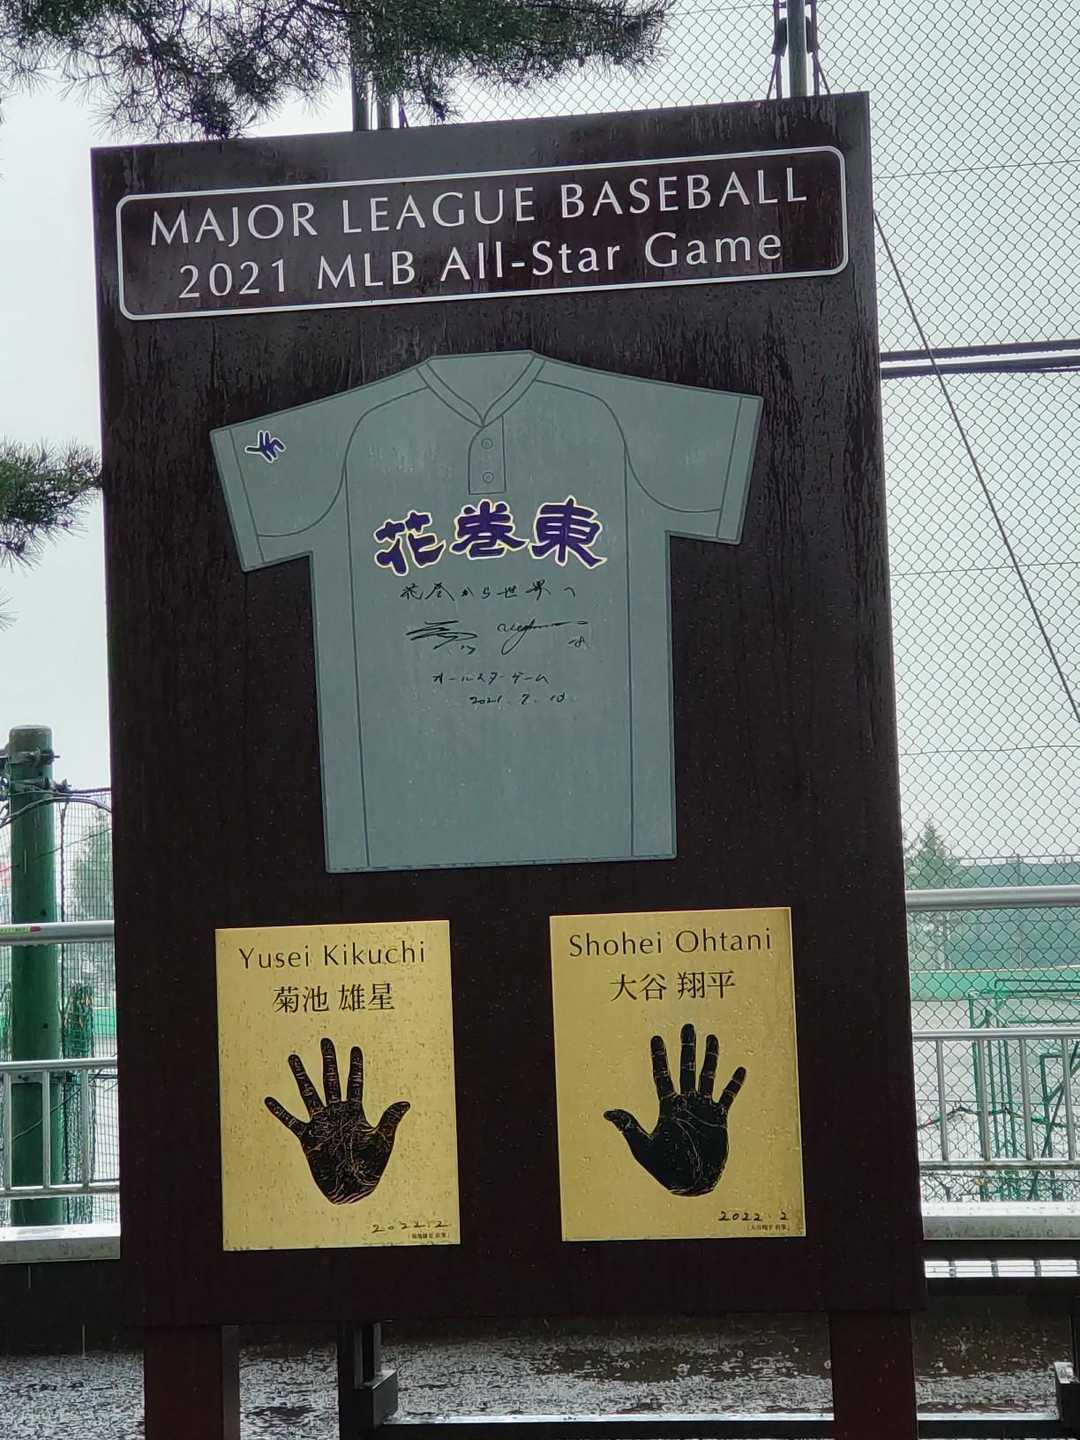 MAJOR LEAGUE BASEBALL
2021 MLB All-Star Game
花巻東
花巻から世界へ
オールスターゲーム
2021. 7.
Yusei Kikuchi
菊池 雄星
2022.2
Shohei Ohtani
大谷 翔平
2022.2